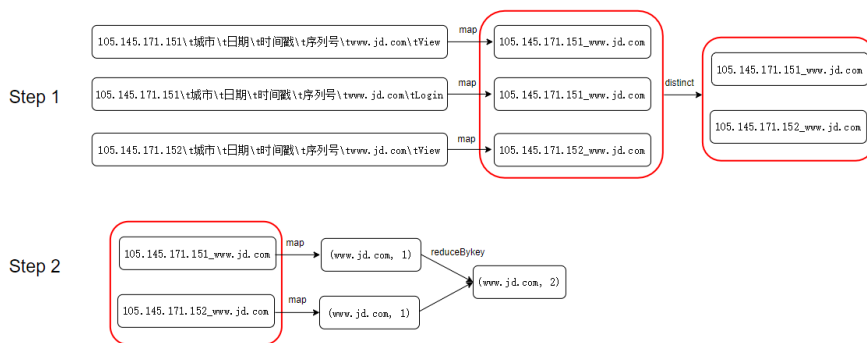 map
105.145.171.151\t城市\t日期\t时间戳\t序列号\twww.jd.com\tView
105.145.171.151_www.jd.com
105.145.171.151_www.jd.com
map
distinct
Step 1
105.145.171.151\t城市\t日期\t时间戳\t序列号\twww.jd.com\tLogin
105.145.171.151_www.jd.com
105.145.171.152_www.jd.com
map
105.145.171.152\t城市\t日期\t时间戳\t序列号\twww.jd.com\tView
105.145.171.152_www.jd.com
map
reduceBykey
105.145.171.151_www.jd.com
(www.jd.com, 1)
Step 2
(www.jd.com, 2)
map
105.145.171.152_www.jd.com
(www.jd.com, 1)